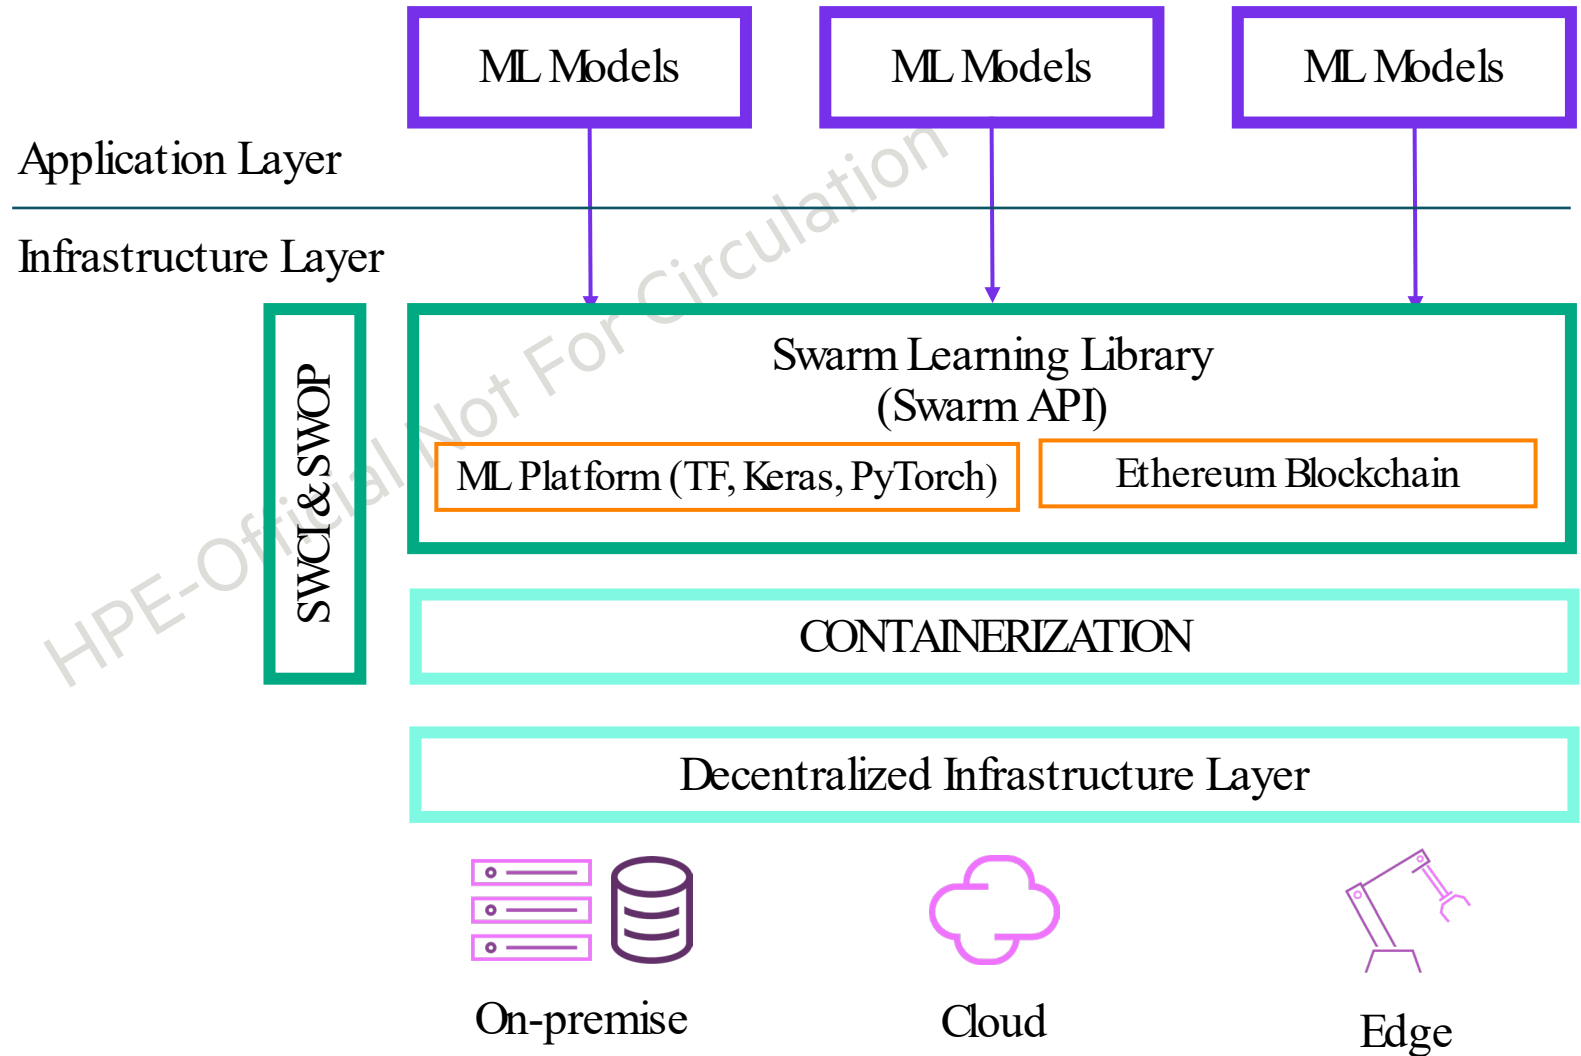 ML Models
ML Models
ML Models
Application Layer
Infrastructure Layer
HPE-Official Not For Circulation
SWCI & SWOP
Swarm Learning Library
(Swarm API)
ML Platform (TF, Keras, PyTorch)
Ethereum Blockchain
CONTAINERIZATION
Decentralized Infrastructure Layer
On-premise
Cloud
Edge